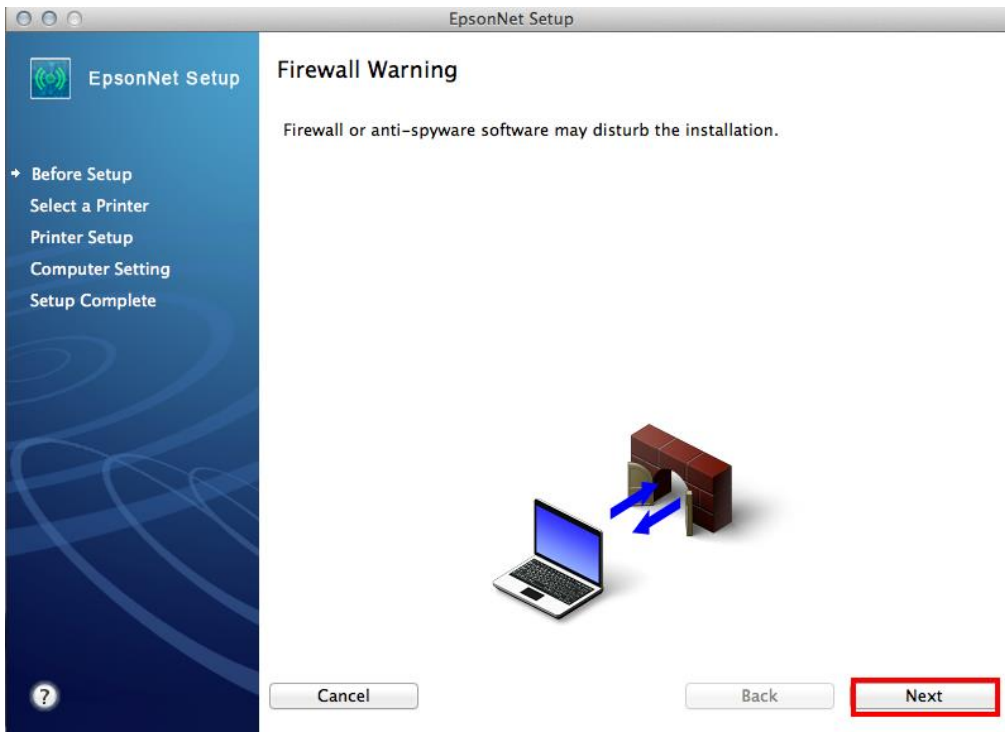 EpsonNet Setup
EpsonNet Setup
Before Setup
Select a Printer
Printer Setup
Computer Setting
Setup Complete
?
Firewall Warning
Firewall or anti-spyware software may disturb the installation.
Cancel
Back
Next